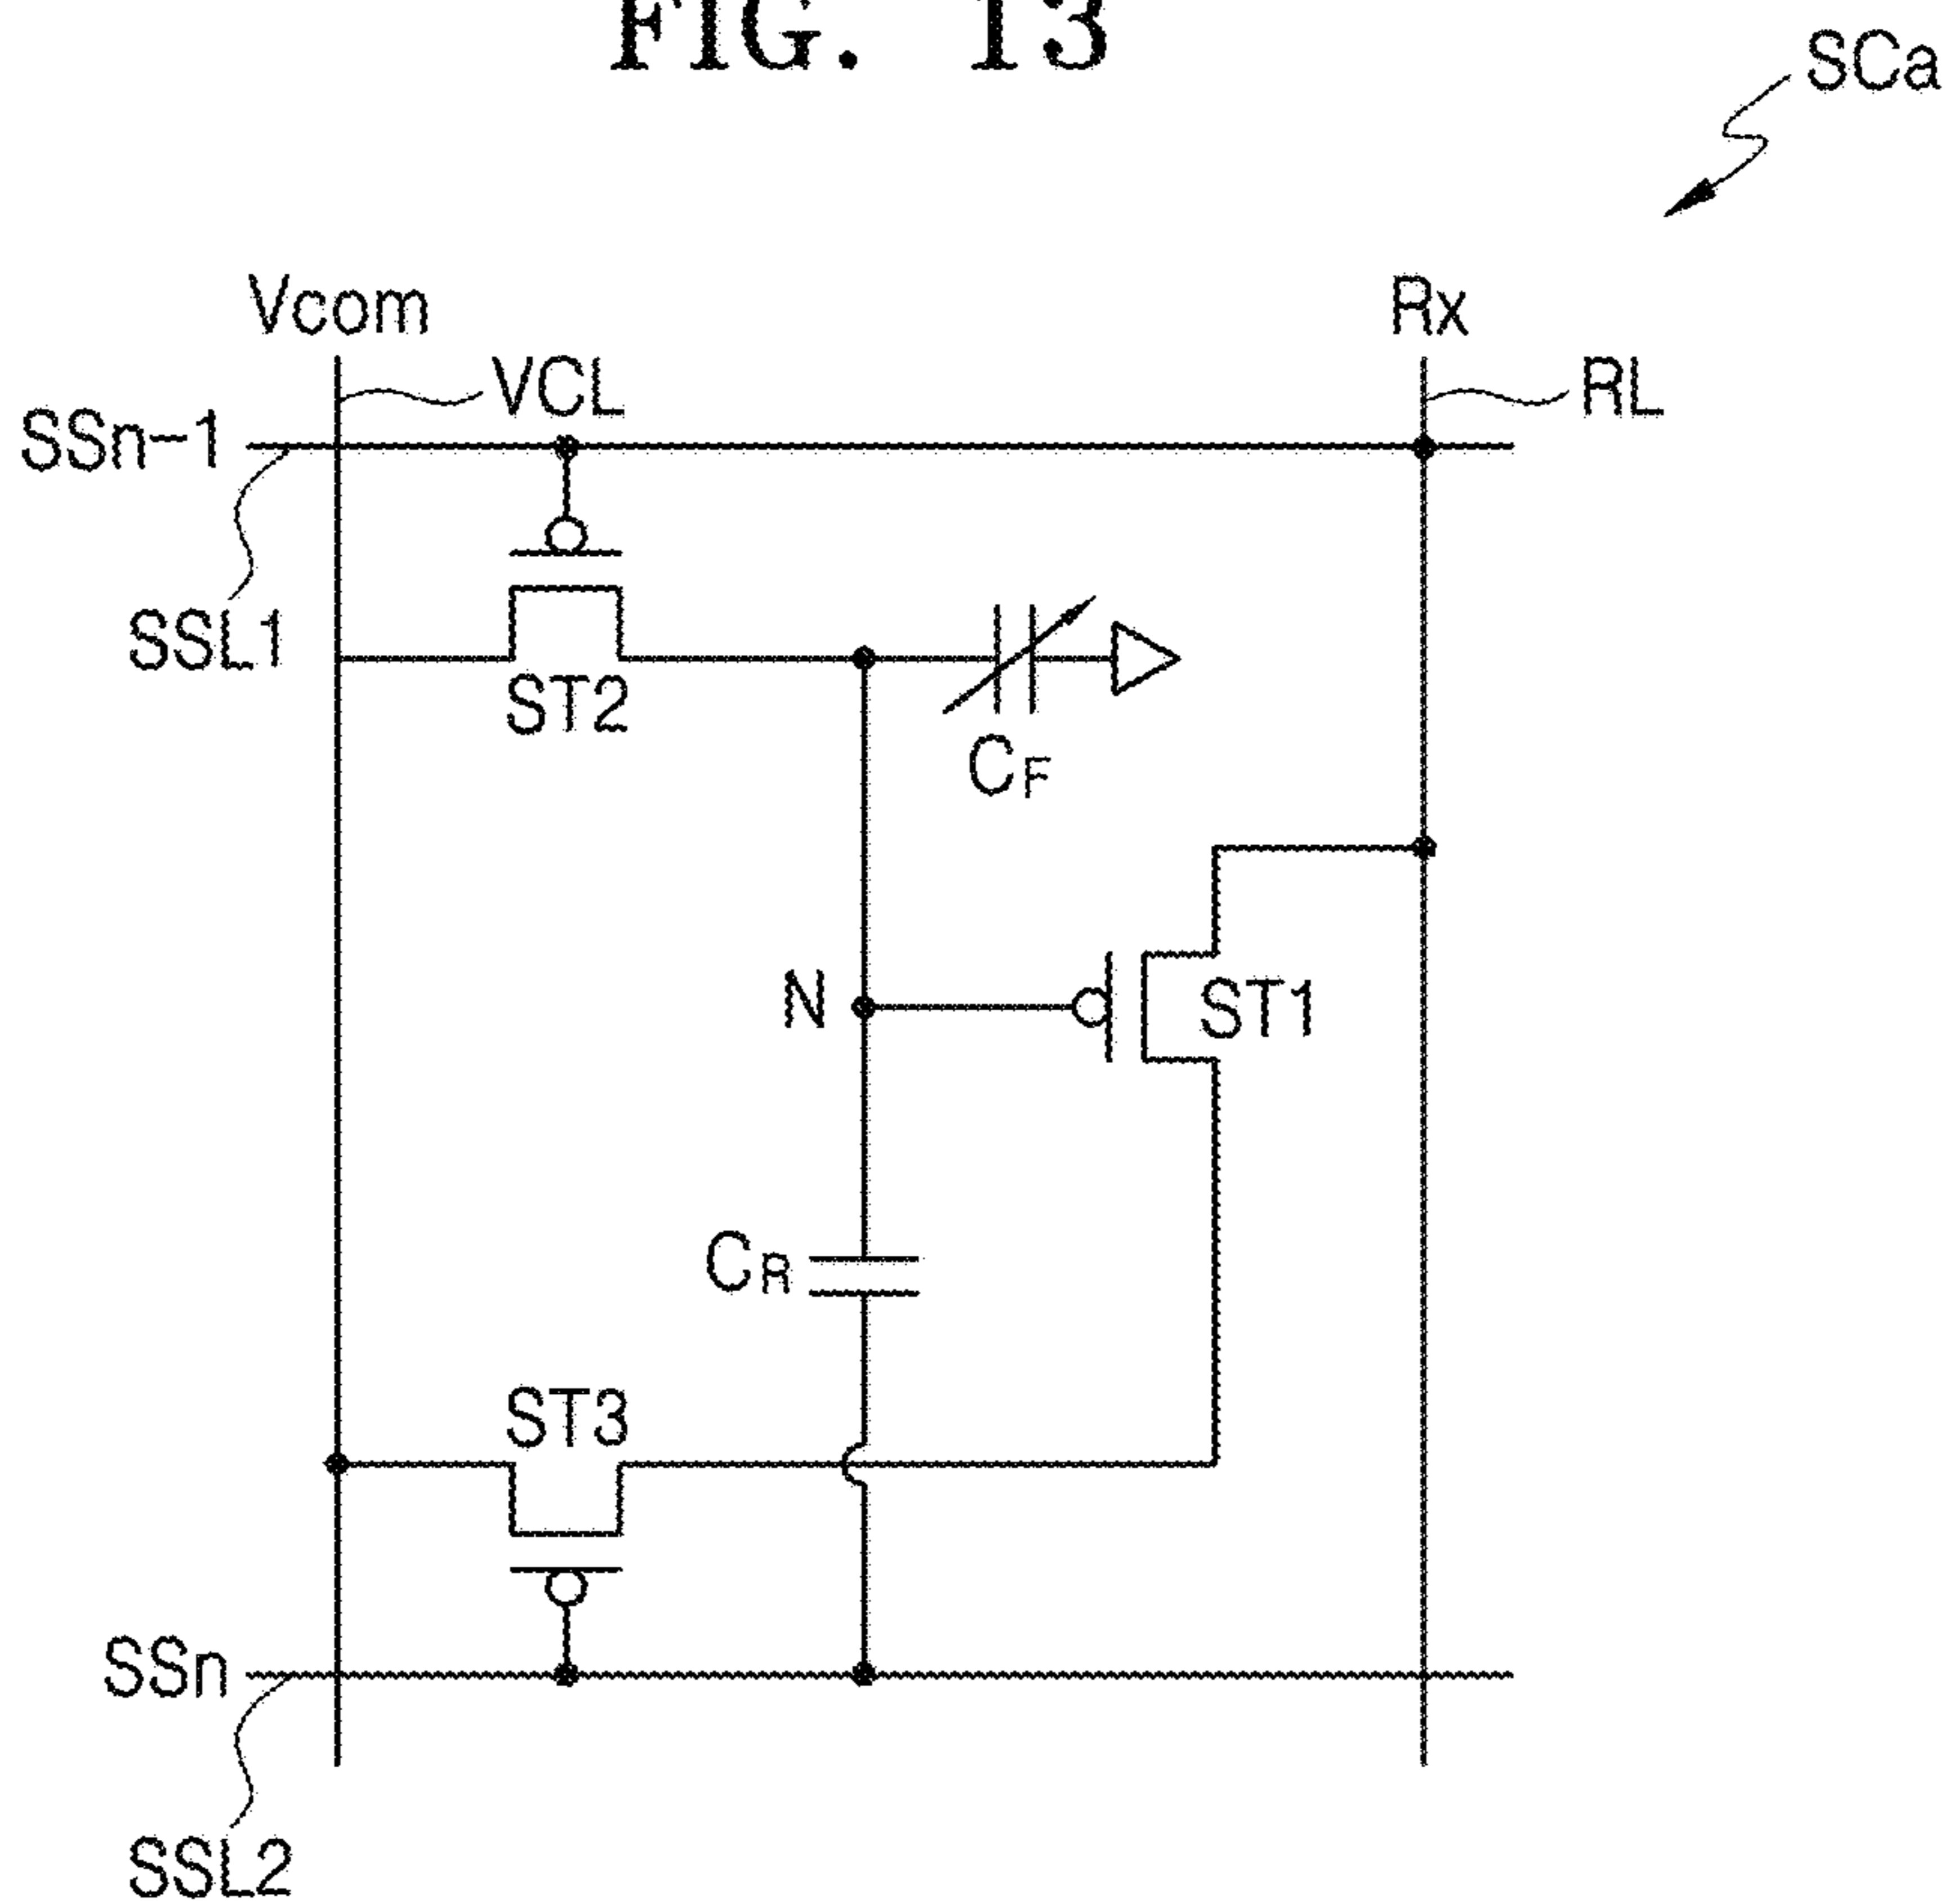 FIG. 13
SCa
Vcom
Rx
VCL
RL
SSn-1
SSL1
ST2
CF
N
ST1
CR
ST3
SSn
SSL2